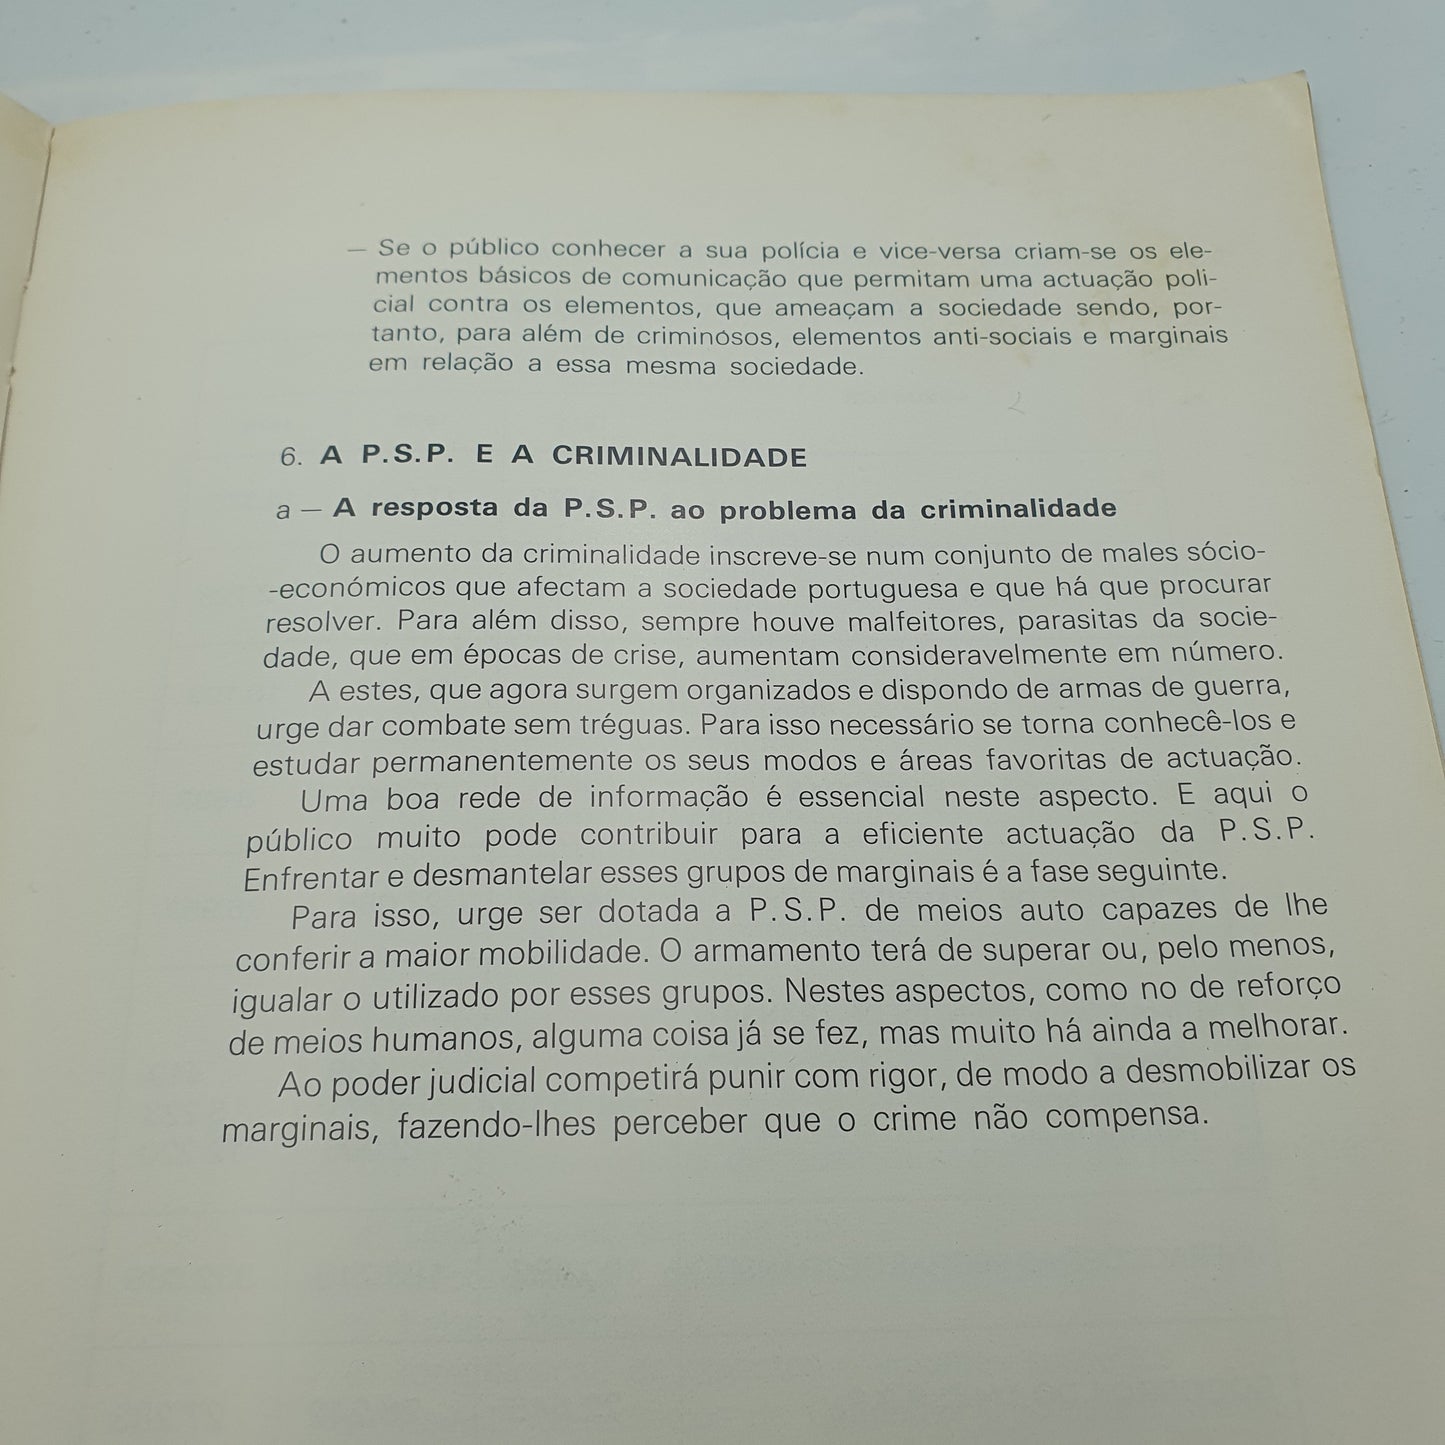 — Se o público conhecer a sua polícia e vice-versa criam-se os ele-
mentos básicos de comunicação que permitam uma actuação poli-
cial contra os elementos, que ameaçam a sociedade sendo, por-
tanto, para além de criminósos, elementos anti-sociais e marginais
em relação a essa mesma sociedade.
6. A P.S.P. E A CRIMINALIDADE
a — A resposta da P.S.P. ao problema da criminalidade
O aumento da criminalidade inscreve-se num conjunto de males sócio-
-económicos que afectam a sociedade portuguesa e que há que procurar
resolver. Para além disso, sempre houve malfeitores, parasitas da socie-
dade, que em épocas de crise, aumentam consideravelmente em número.
A estes, que agora surgem organizados e dispondo de armas de guerra,
urge dar combate sem tréguas. Para isso necessário se torna conhecê-los e
estudar permanentemente os seus modos e áreas favoritas de actuação.
Uma boa rede de informação é essencial neste aspecto. E aqui o
público muito pode contribuir para a eficiente actuação da P.S.P.
Enfrentar e desmantelar esses grupos de marginais é a fase seguinte.
Para isso, urge ser dotada a P.S.P. de meios auto capazes de lhe
conferir a maior mobilidade. O armamento terá de superar ou, pelo menos,
igualar o utilizado por esses grupos. Nestes aspectos, como no de reforço
de meios humanos, alguma coisa já se fez, mas muito há ainda a melhorar.
Ao poder judicial competirá punir com rigor, de modo a desmobilizar os
marginais, fazendo-lhes perceber que o crime não compensa.